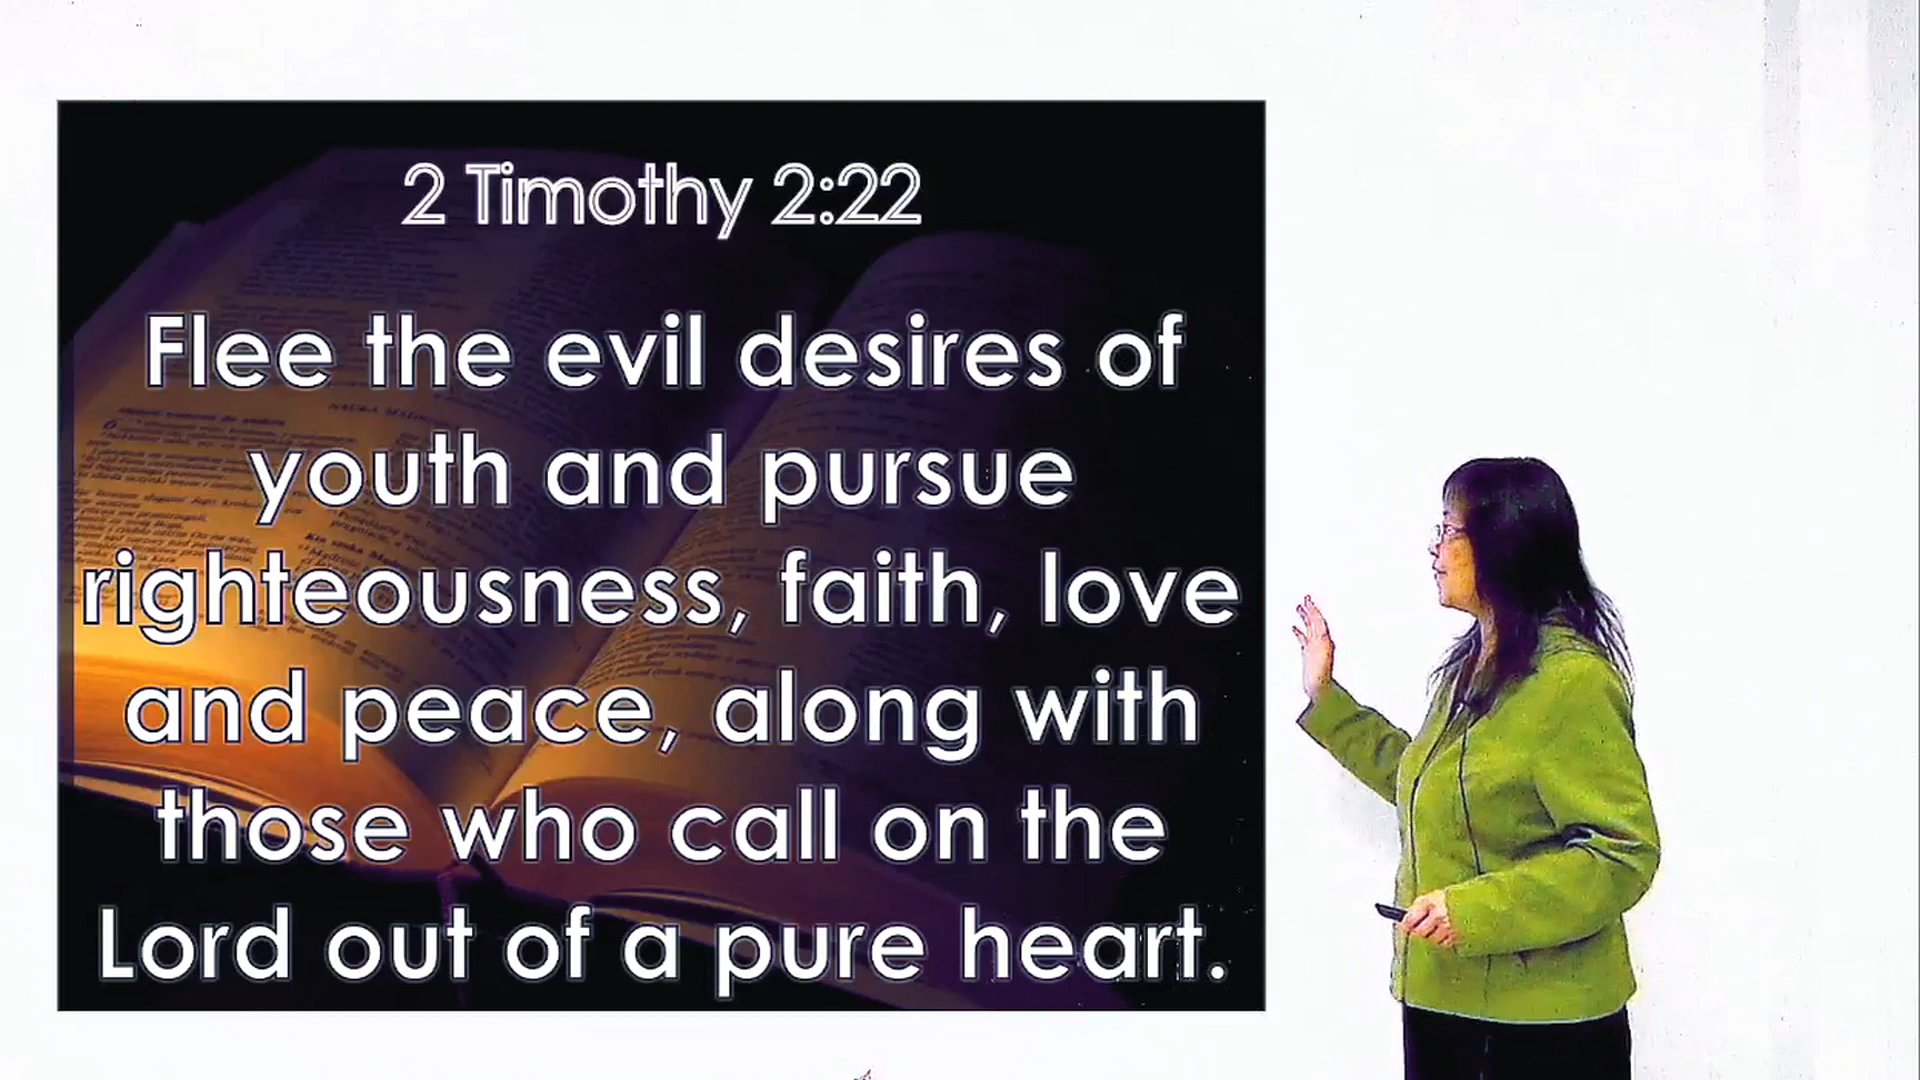 2 Timothy 2:22
Flee the evil desires of
youth and pursue
righteousness, faith, love
and peace, along with
those who call on the
Lord out of a pure heart.